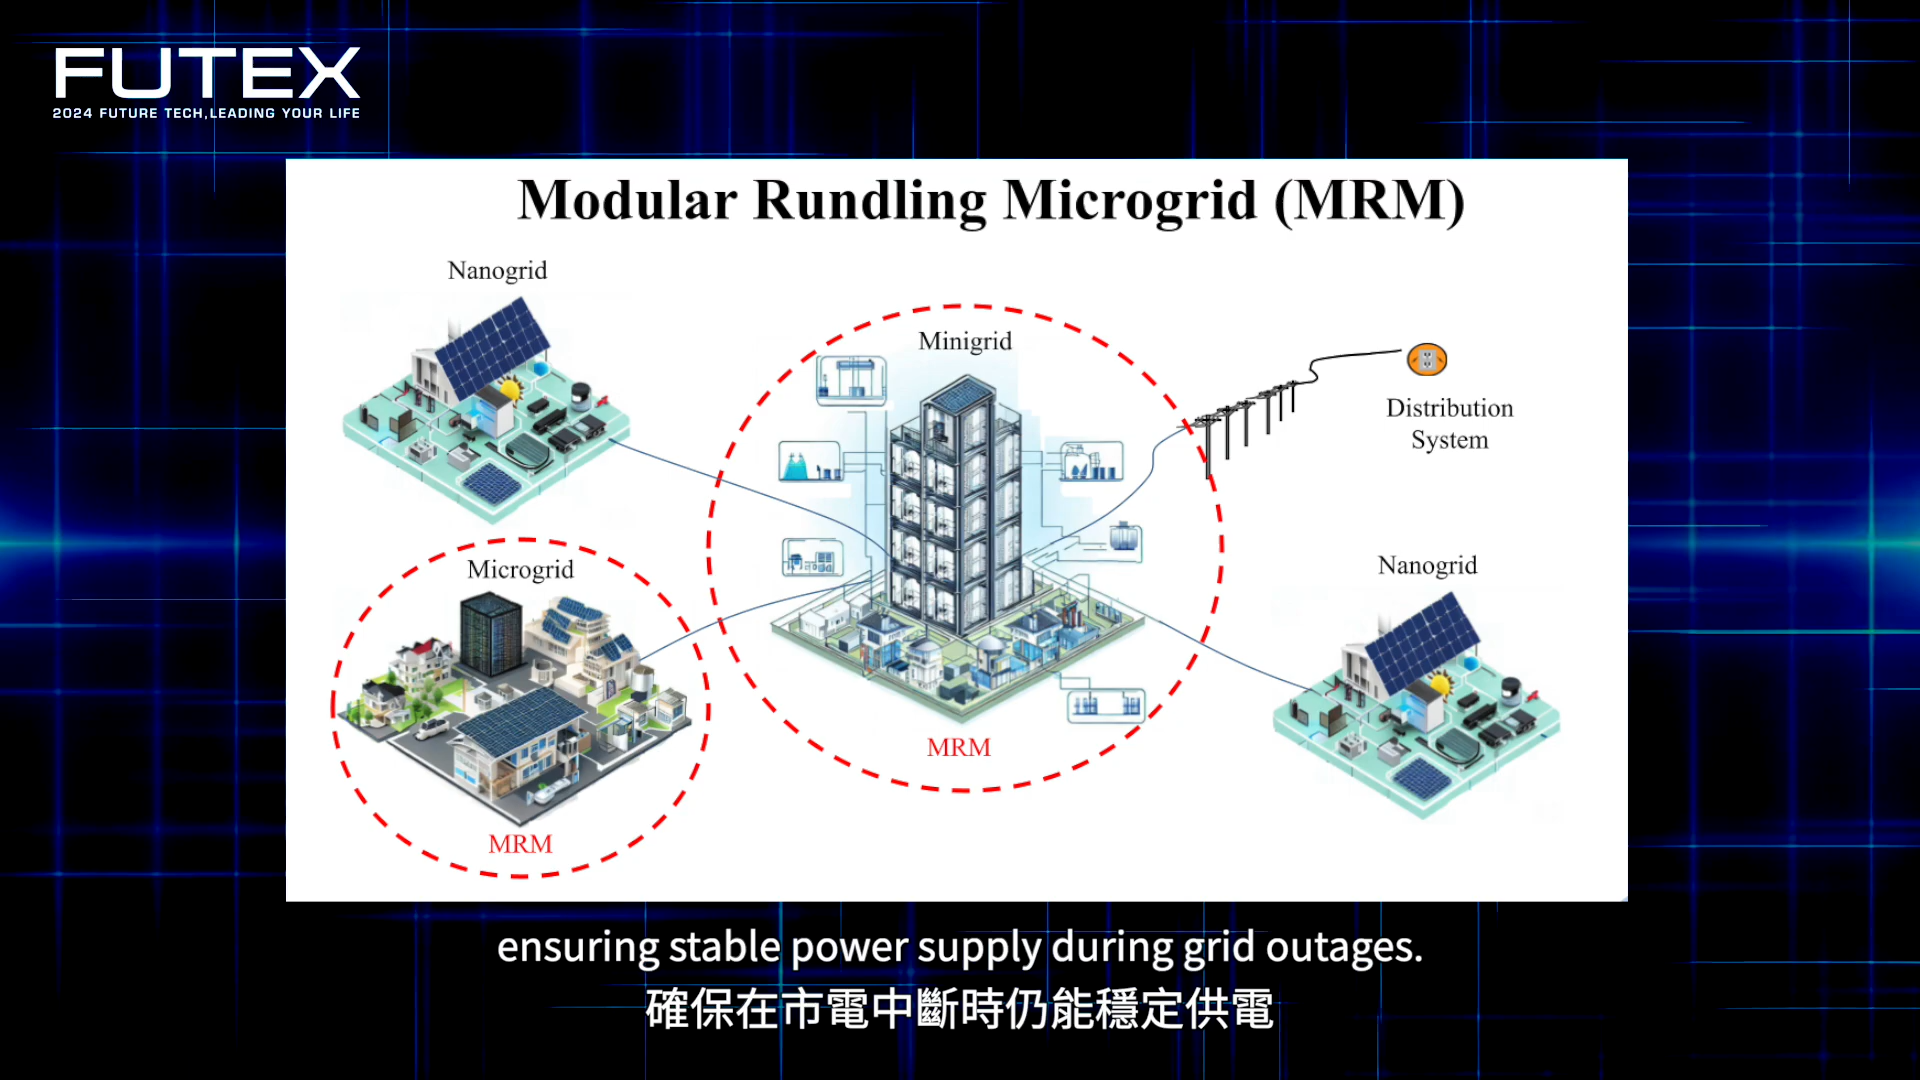 FUTEX
2024 FUTURE TECH,LEADING YOUR LIFE
Modular Rundling Microgrid (MRM)
Nanogrid
Minigrid
Distribution
System
Microgrid
Nanogrid
MRM
MRM
ensuring stable power supply during grid outages.
確保在市電中斷時仍能穩定供電